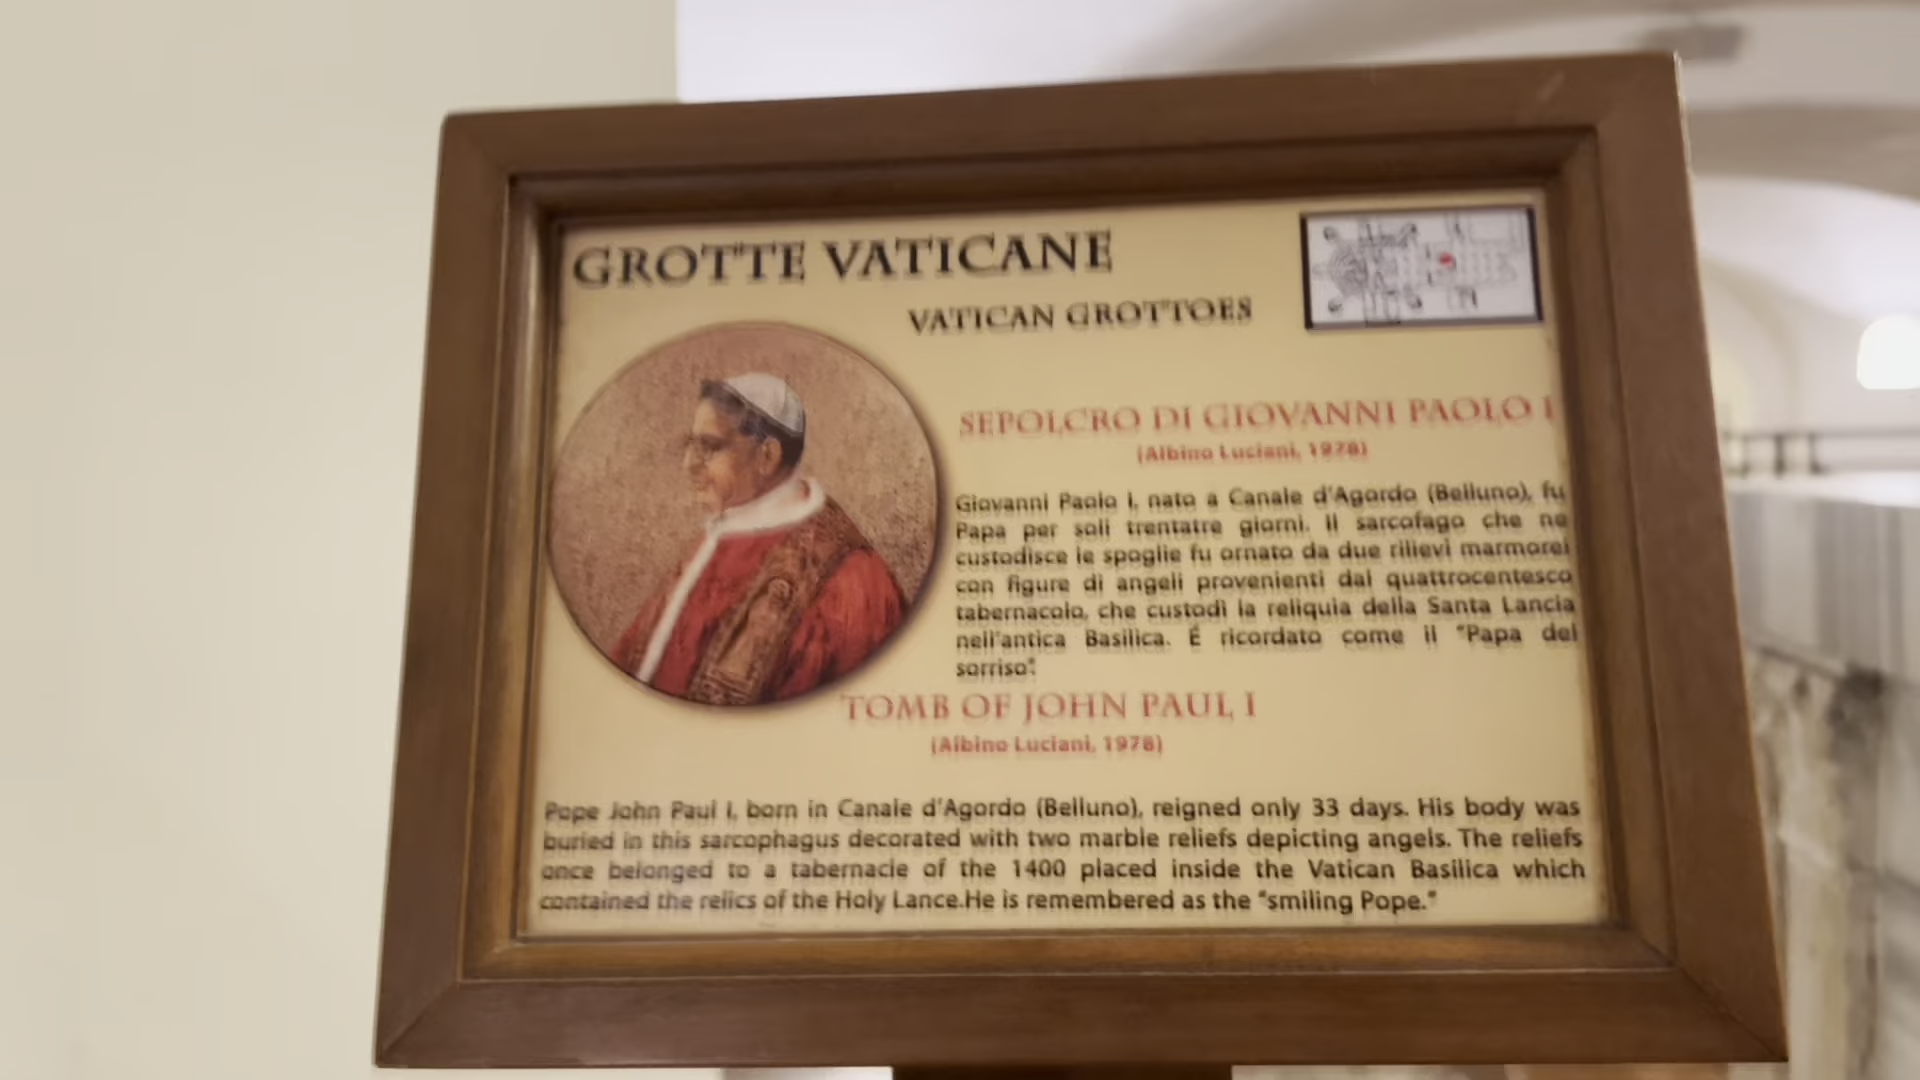 GROTTE VATICANE
VATICAN GROTTOES
SEPOLCRO DI GIOVANNI PAOLO I
(Albino Luciani, 1978)
Giovanni Paolo I, nato a Canale d'Agordo (Belluno), fu
Papa per soli trentatre giorni. Il sarcofago che ne
custodisce le spoglie fu ornato da due rilievi marmorei
con figure di angeli provenienti dal quattrocentesco
tabernacolo, che custodì la reliquia della Santa Lancia
nell'antica Basilica. É ricordato come il "Papa del
sorriso".
TOMB OF JOHN PAUL I
(Albino Luciani, 1978)
Pope John Paul I, born in Canale d'Agordo (Belluno), reigned only 33 days. His body was
buried in this sarcophagus decorated with two marble reliefs depicting angels. The reliefs
once belonged to a tabernacle of the 1400 placed inside the Vatican Basilica which
contained the relics of the Holy Lance.He is remembered as the "smiling Pope."